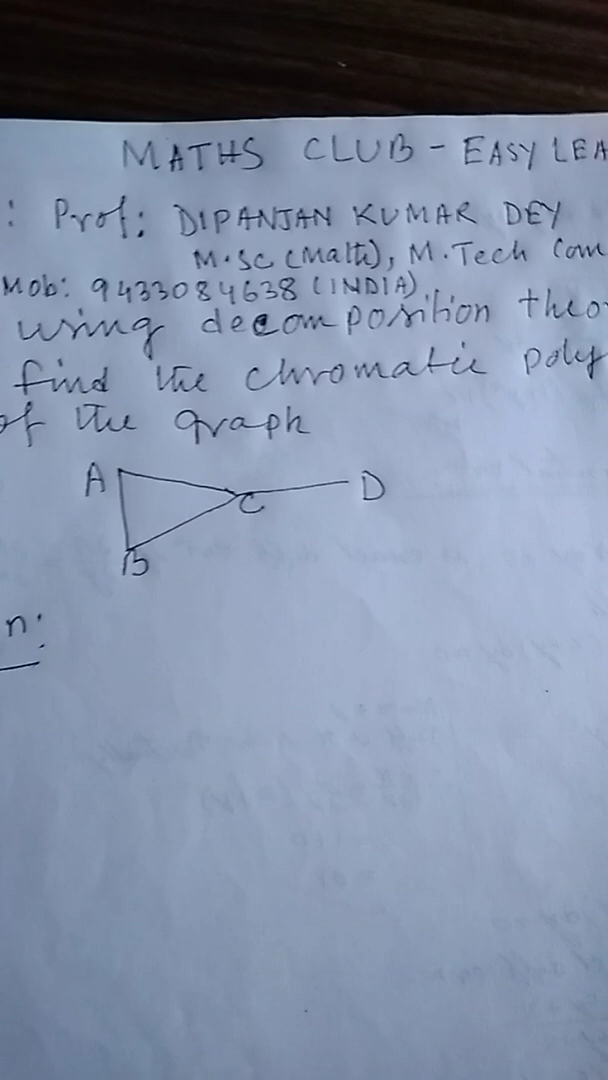 MATHS CLUB - EASY LEA
: Prof: DIPANJAN KUMAR DEY
M.SC (Math), M.Tech Com
Mob: 9433084638 (INDIA)
using decomposition theo
find the chromatic poly
of the graph
A
C
D
B
n: